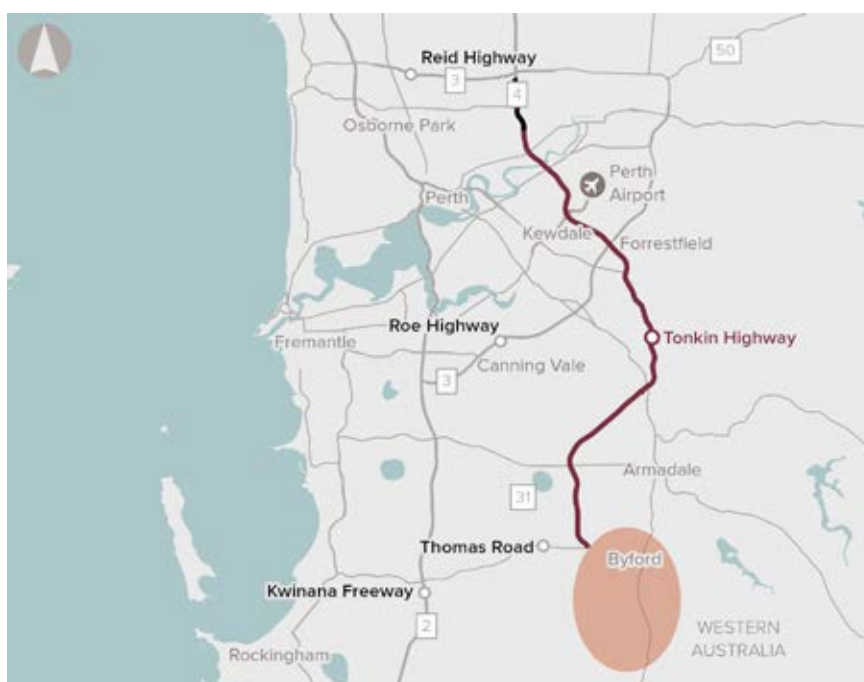 Reid Highway
3
50
4
Osborne Park
Perth
Airport
Perth
Kewdale
Forrestfield
Roe Highway
Tonkin Highway
Fremantle
Canning Vale
3
Armadale
31
Thomas Road
Byford
Kwinana Freeway
2
WESTERN
AUSTRALIA
Rockingham